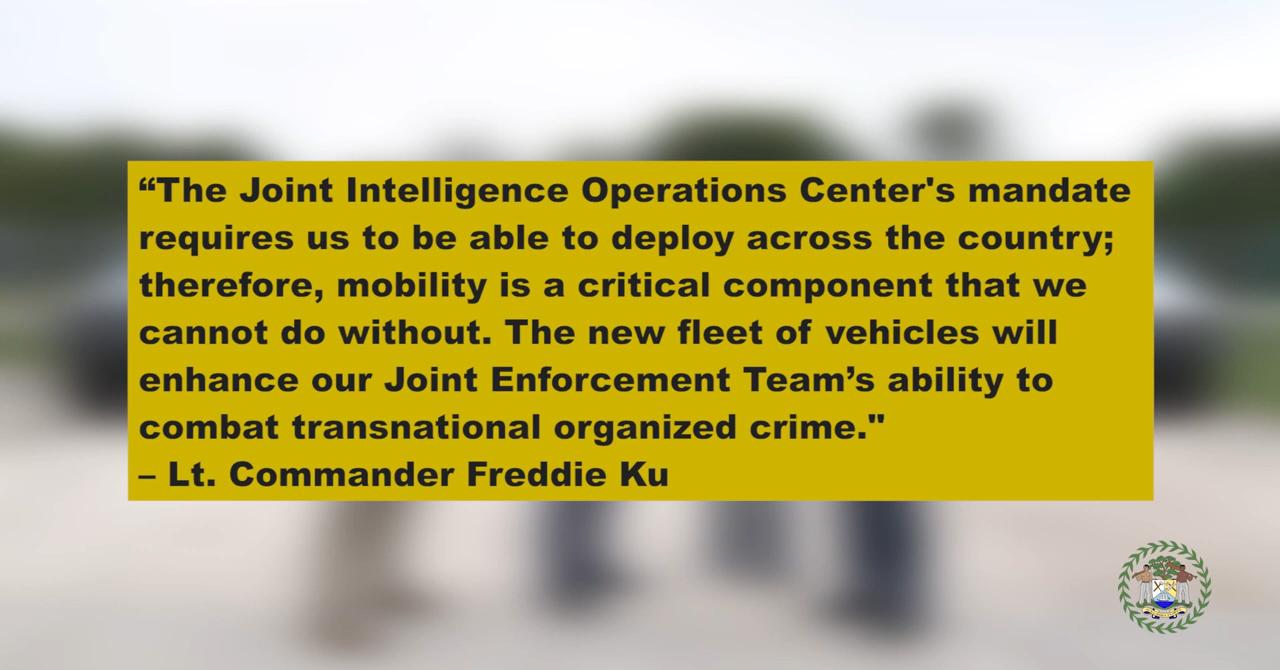 “The Joint Intelligence Operations Center's mandate
requires us to be able to deploy across the country;
therefore, mobility is a critical component that we
cannot do without. The new fleet of vehicles will
enhance our Joint Enforcement Team’s ability to
combat transnational organized crime."
– Lt. Commander Freddie Ku